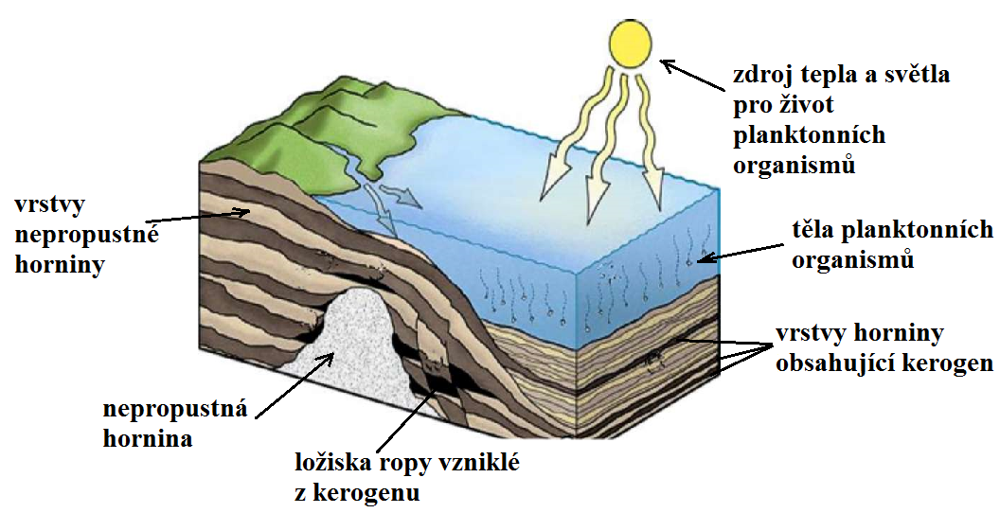 zdroj tepla a světla
pro život
planktonních
organismů
vrstvy
nepropustné
horniny
těla planktonních
organismů
vrstvy horniny
obsahující kerogen
nepropustná
hornina
ložiska ropy vzniklé
z kerogenu